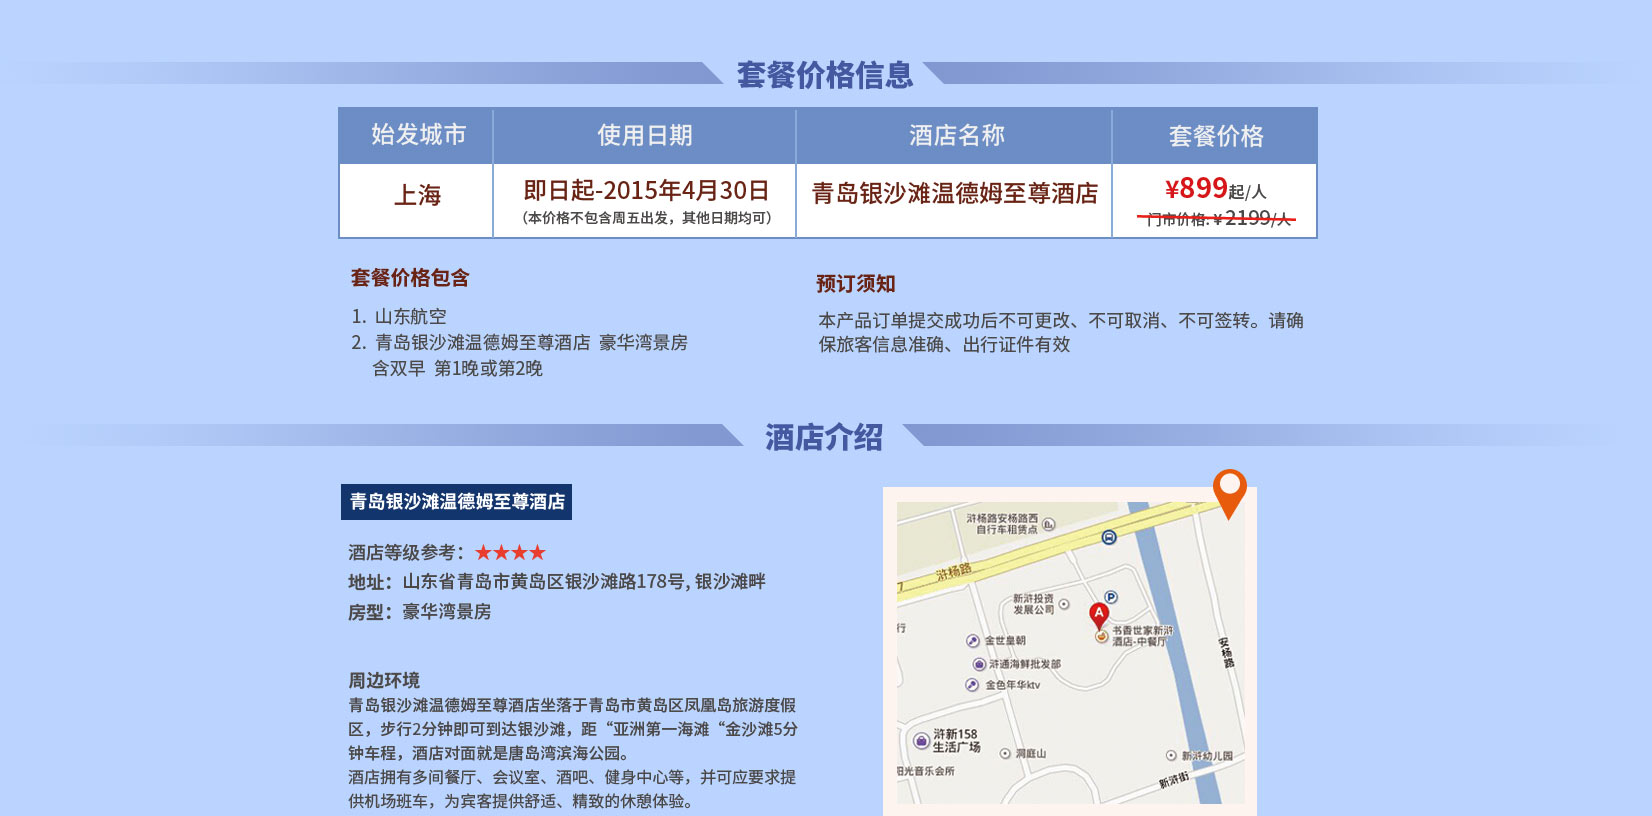 套餐价格信息
始发城市 使用日期 酒店名称 套餐价格
上海 即日起-2015年4月30日 青岛银沙滩温德姆至尊酒店 ¥899起/人
（本价格不包含周五出发，其他日期均可） 门市价格: ¥2199/人
套餐价格包含
1. 山东航空
2. 青岛银沙滩温德姆至尊酒店 豪华湾景房
含双早 第1晚或第2晚
预订须知
本产品订单提交成功后不可更改、不可取消、不可签转。请确
保旅客信息准确、出行证件有效
酒店介绍
青岛银沙滩温德姆至尊酒店
酒店等级参考：★★★★
地址：山东省青岛市黄岛区银沙滩路178号, 银沙滩畔
房型：豪华湾景房
周边环境
青岛银沙滩温德姆至尊酒店坐落于青岛市黄岛区凤凰岛旅游度假
区，步行2分钟即可到达银沙滩，距“亚洲第一海滩“金沙滩5分
钟车程，酒店对面就是唐岛湾滨海公园。
酒店拥有多间餐厅、会议室、酒吧、健身中心等，并可应要求提
供机场班车，为宾客提供舒适、精致的休憩体验。
浒杨路安杨路西
自行车租赁点
浒杨路
7
新浒投资
发展公司
P
A
行
书香世家新浒
酒店-中餐厅
金世皇朝
浒通海鲜批发部
金色年华ktv
安杨路
浒新158
生活广场
洞庭山
新浒幼儿园
阳光音乐会所
新浒街